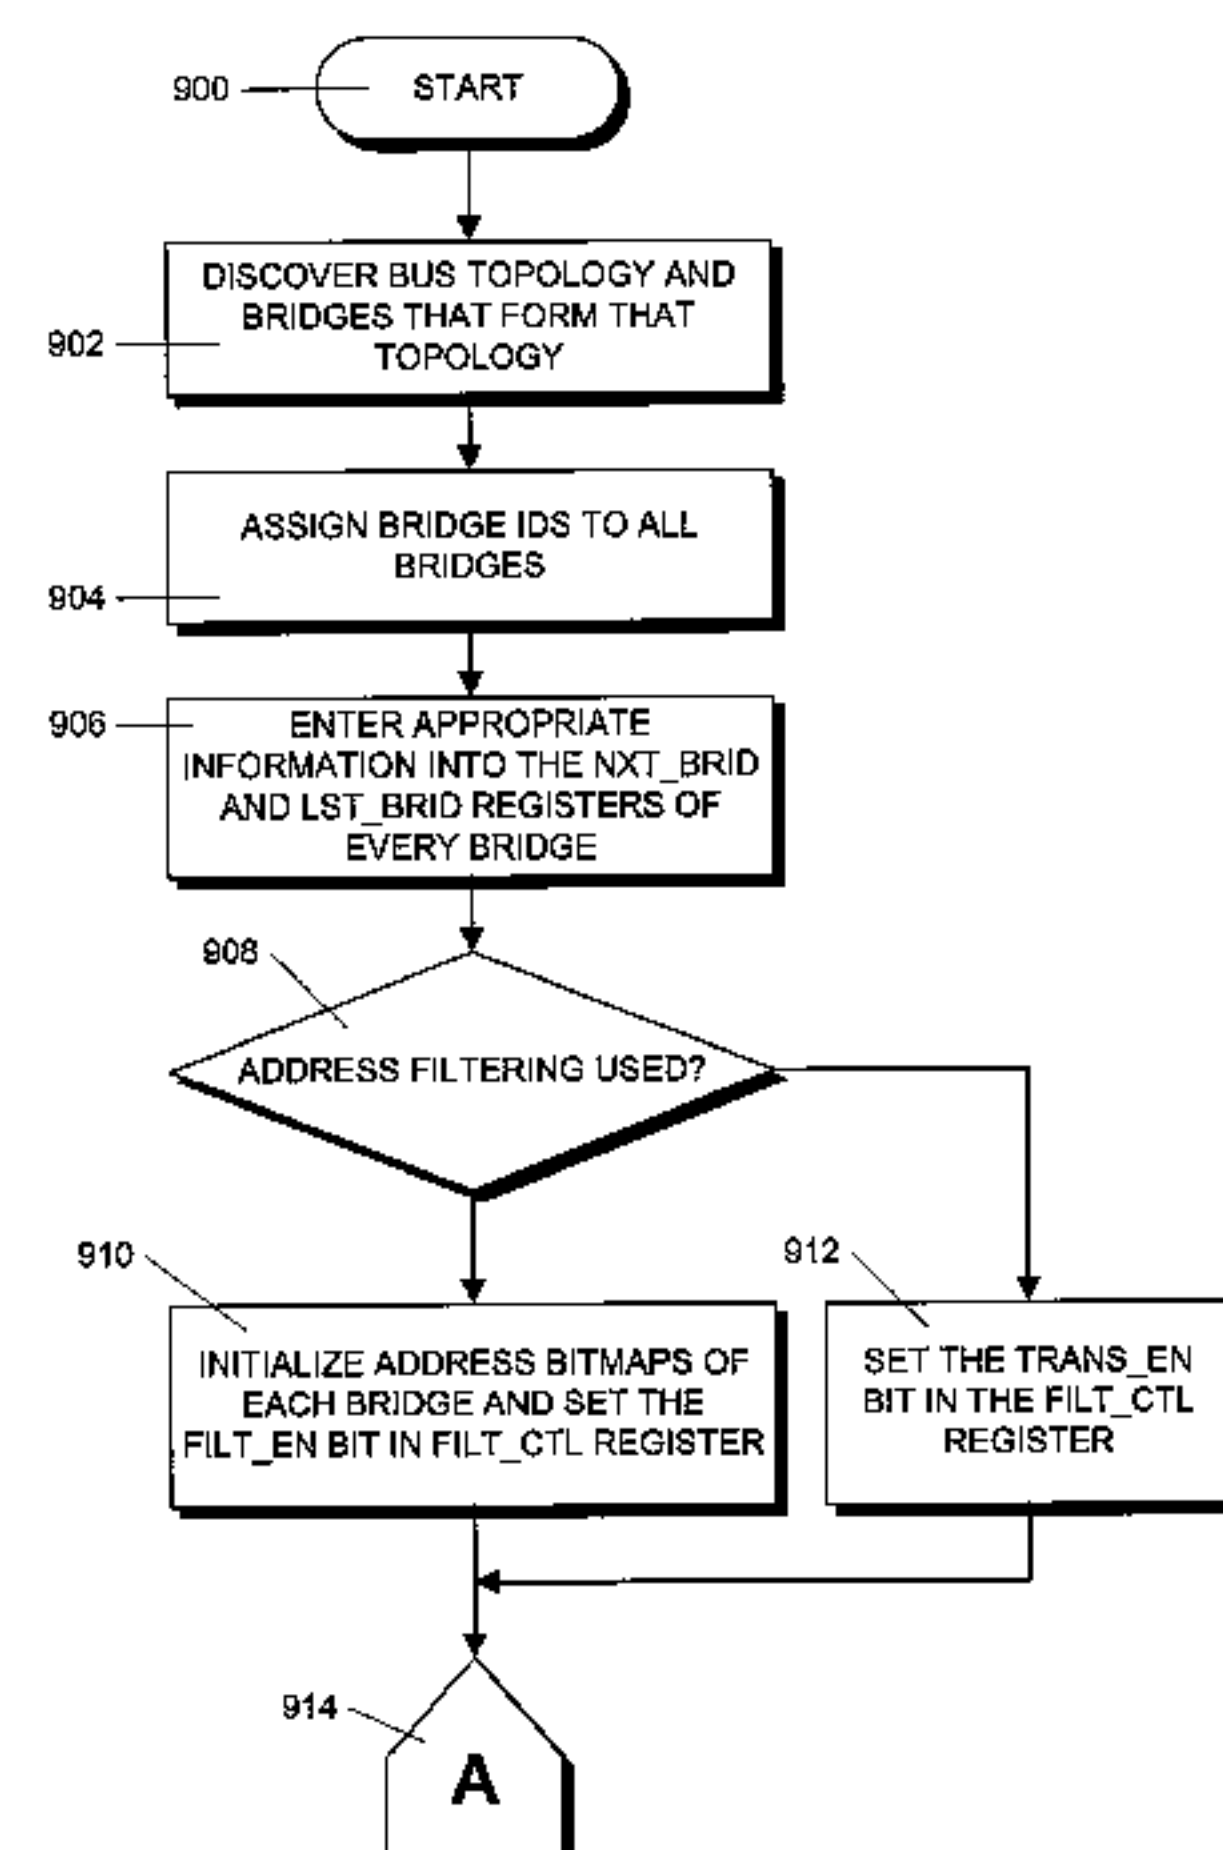 900
START
902
DISCOVER BUS TOPOLOGY AND
BRIDGES THAT FORM THAT
TOPOLOGY
904
ASSIGN BRIDGE IDS TO ALL
BRIDGES
906
ENTER APPROPRIATE
INFORMATION INTO THE NXT_BRID
AND LST_BRID REGISTERS OF
EVERY BRIDGE
908
ADDRESS FILTERING USED?
910
INITIALIZE ADDRESS BITMAPS OF
EACH BRIDGE AND SET THE
FILT_EN BIT IN FILT_CTL REGISTER
912
SET THE TRANS_EN
BIT IN THE FILT_CTL
REGISTER
914
A